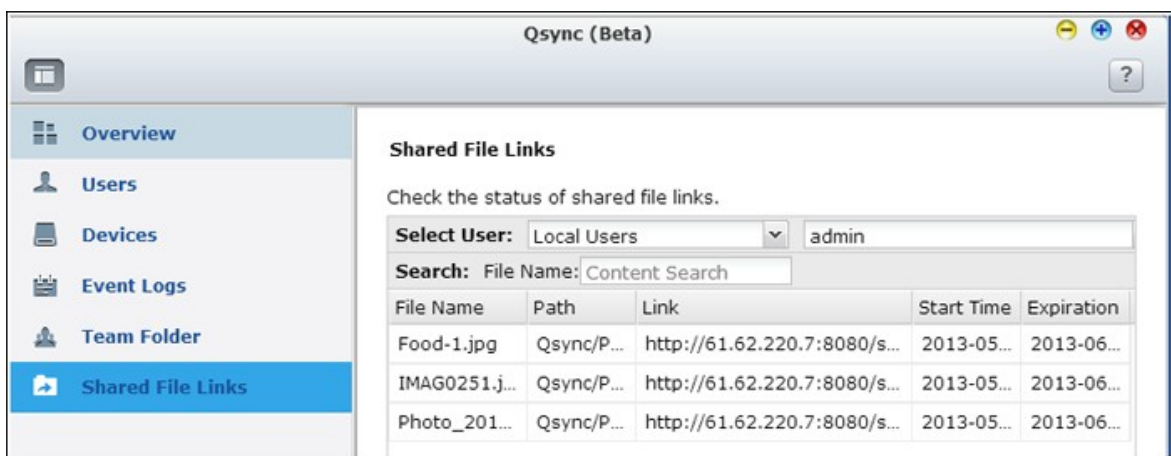 Qsync (Beta)
?
Overview
Users
Devices
Event Logs
Team Folder
Shared File Links
Shared File Links
Check the status of shared file links.
Select User: Local Users admin
Search: File Name: Content Search
File Name Path Link Start Time Expiration
Food-1.jpg Qsync/P... http://61.62.220.7:8080/s... 2013-05... 2013-06...
IMAG0251.j... Qsync/P... http://61.62.220.7:8080/s... 2013-05... 2013-06...
Photo_201... Qsync/P... http://61.62.220.7:8080/s... 2013-05... 2013-06...